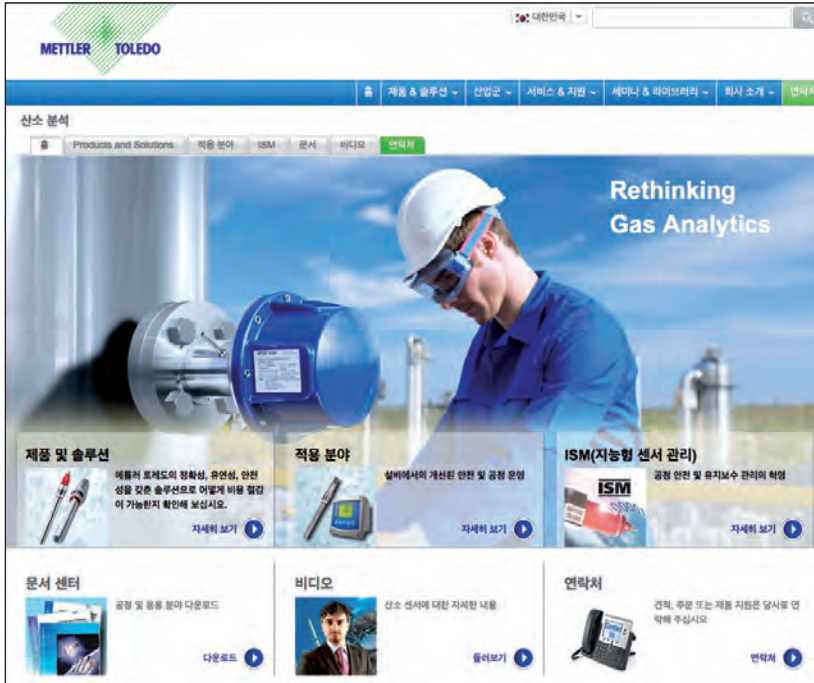 대한민국
METTLER TOLEDO
홈 제품 & 솔루션 산업군 서비스 & 지원 세미나 & 라이브러리 회사 소개 연락처
산소 분석
홈 Products and Solutions 적용 분야 ISM 문서 비디오 연락처
Rethinking
Gas Analytics
제품 및 솔루션
메틀러 토레도의 정확성, 유연성, 안전
성을 갖춘 솔루션으로 어떻게 비용 절감
이 가능한지 확인해 보십시오.
자세히 보기
적용 분야
설비에서의 개선된 안전 및 공정 운영
자세히 보기
ISM(지능형 센서 관리)
공정 안전 및 유지보수 관리의 혁명
ISM
자세히 보기
문서 센터
공정 및 응용 분야 다운로드
다운로드
비디오
산소 센서에 대한 자세한 내용
둘러보기
연락처
견적, 주문 또는 제품 지원은 당사로 연
락해 주십시오
연락처